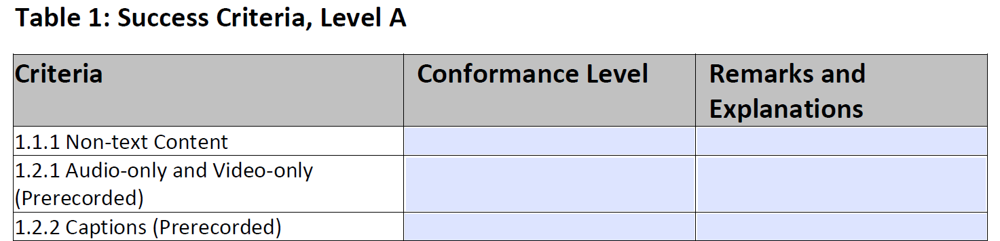 Table 1: Success Criteria, Level A
Criteria
Conformance Level
Remarks and
Explanations
1.1.1 Non-text Content
1.2.1 Audio-only and Video-only
(Prerecorded)
1.2.2 Captions (Prerecorded)